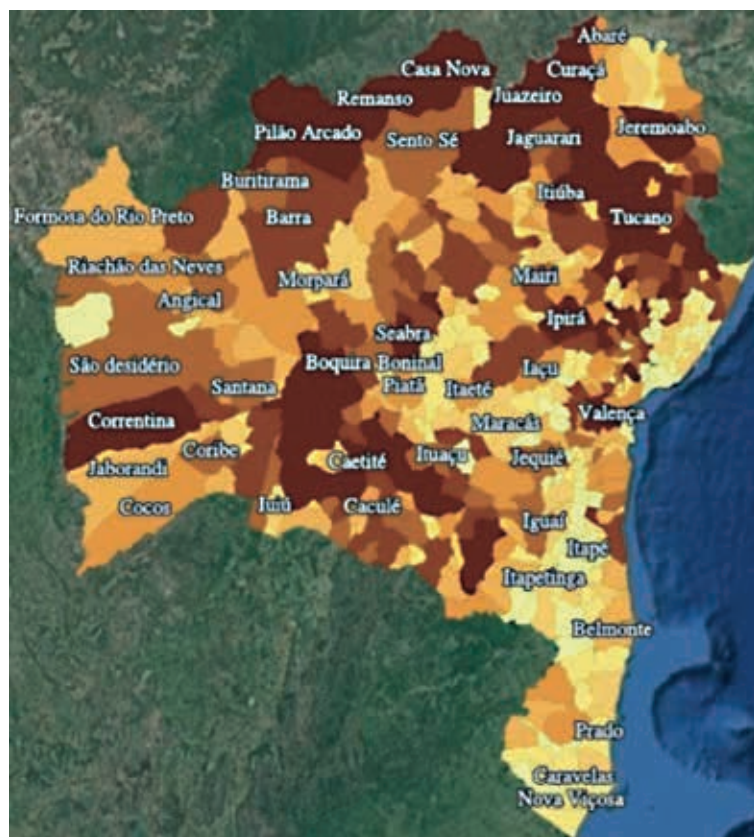 Abaré
Casa Nova
Curaçá
Remanso
Juazeiro
Pilão Arcado
Sento Sé
Jaguarari
Jeremoabo
Buritirama
Itiúba
Formosa do Rio Preto
Barra
Tucano
Riachão das Neves
Morpará
Mairi
Angical
Seabra
Ipirá
São desidério
Boquira
Boninal
Iaçu
Santana
Piatã
Itaeté
Correntina
Maracás
Valença
Coribe
Caetité
Ituaçu
Jequié
Jaborandi
Cocos
Iuiú
Caculé
Iguaí
Itapé
Itapetinga
Belmonte
Prado
Caravelas
Nova Viçosa